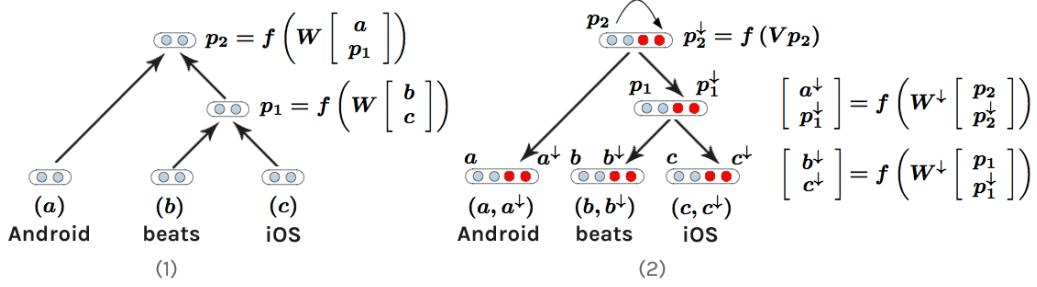 p₂ = f ( W [ a p₁ ] )
p₁ = f ( W [ b c ] )
(a) (b) (c)
Android beats iOS
(1)
p₂ p₂↓ = f (V p₂)
p₁ p₁↓
a a↓ b b↓ c c↓
(a, a↓) (b, b↓) (c, c↓)
Android beats iOS
(2)
[ a↓ p₁↓ ] = f ( W↓ [ p₂ p₂↓ ] )
[ b↓ c↓ ] = f ( W↓ [ p₁ p₁↓ ] )